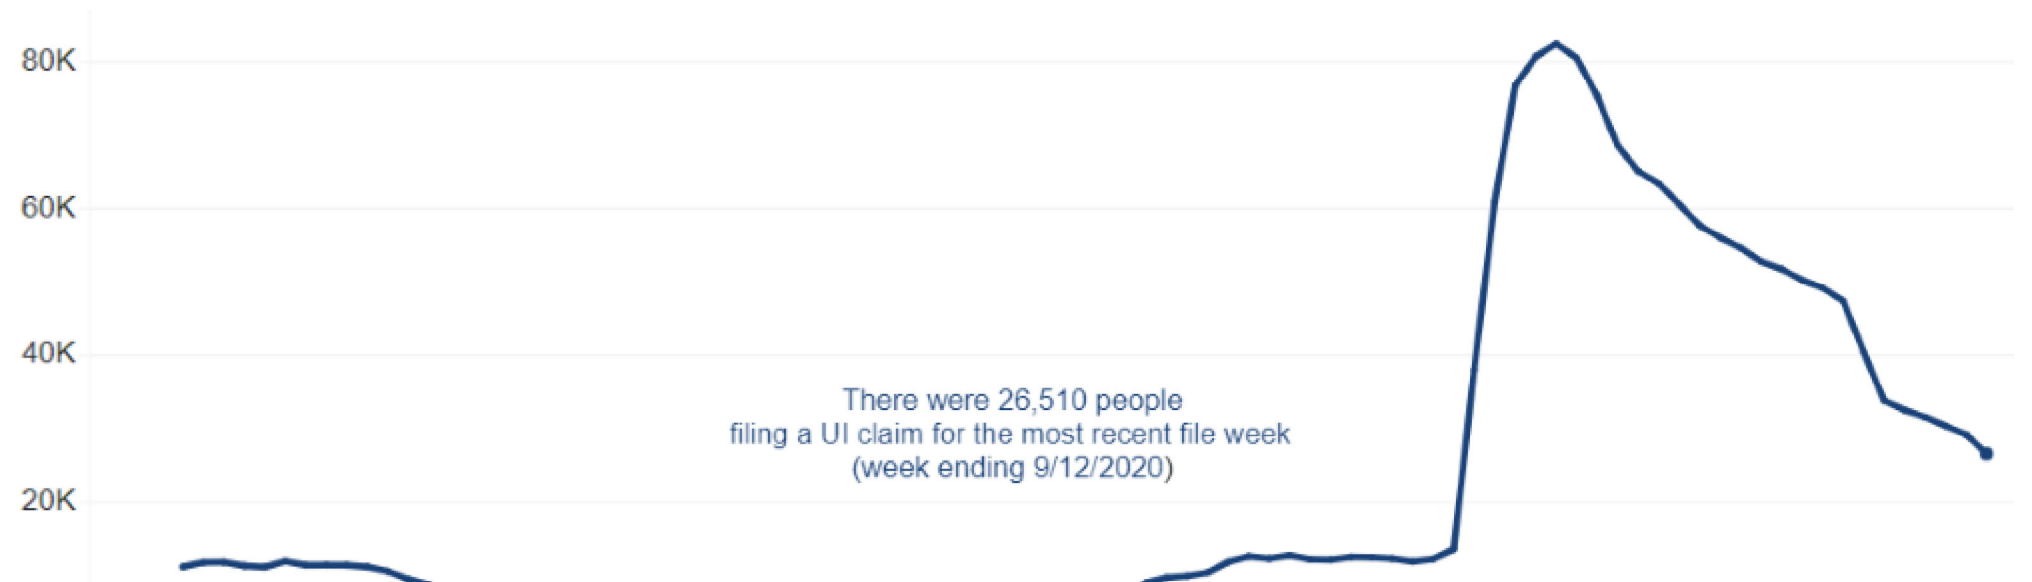 80K
60K
40K
There were 26,510 people
filing a UI claim for the most recent file week
(week ending 9/12/2020)
20K